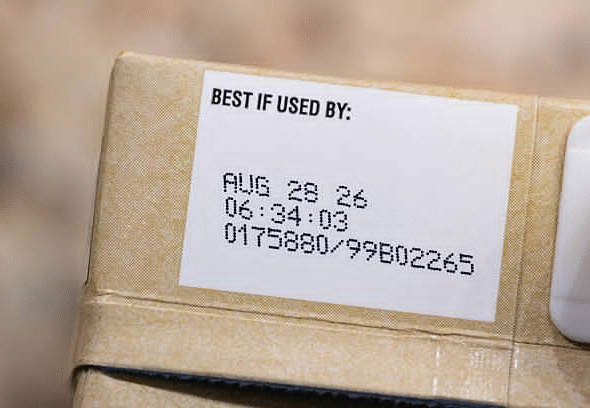 BEST IF USED BY:
AUG 28 26
06:34:03
0175880/99B02265